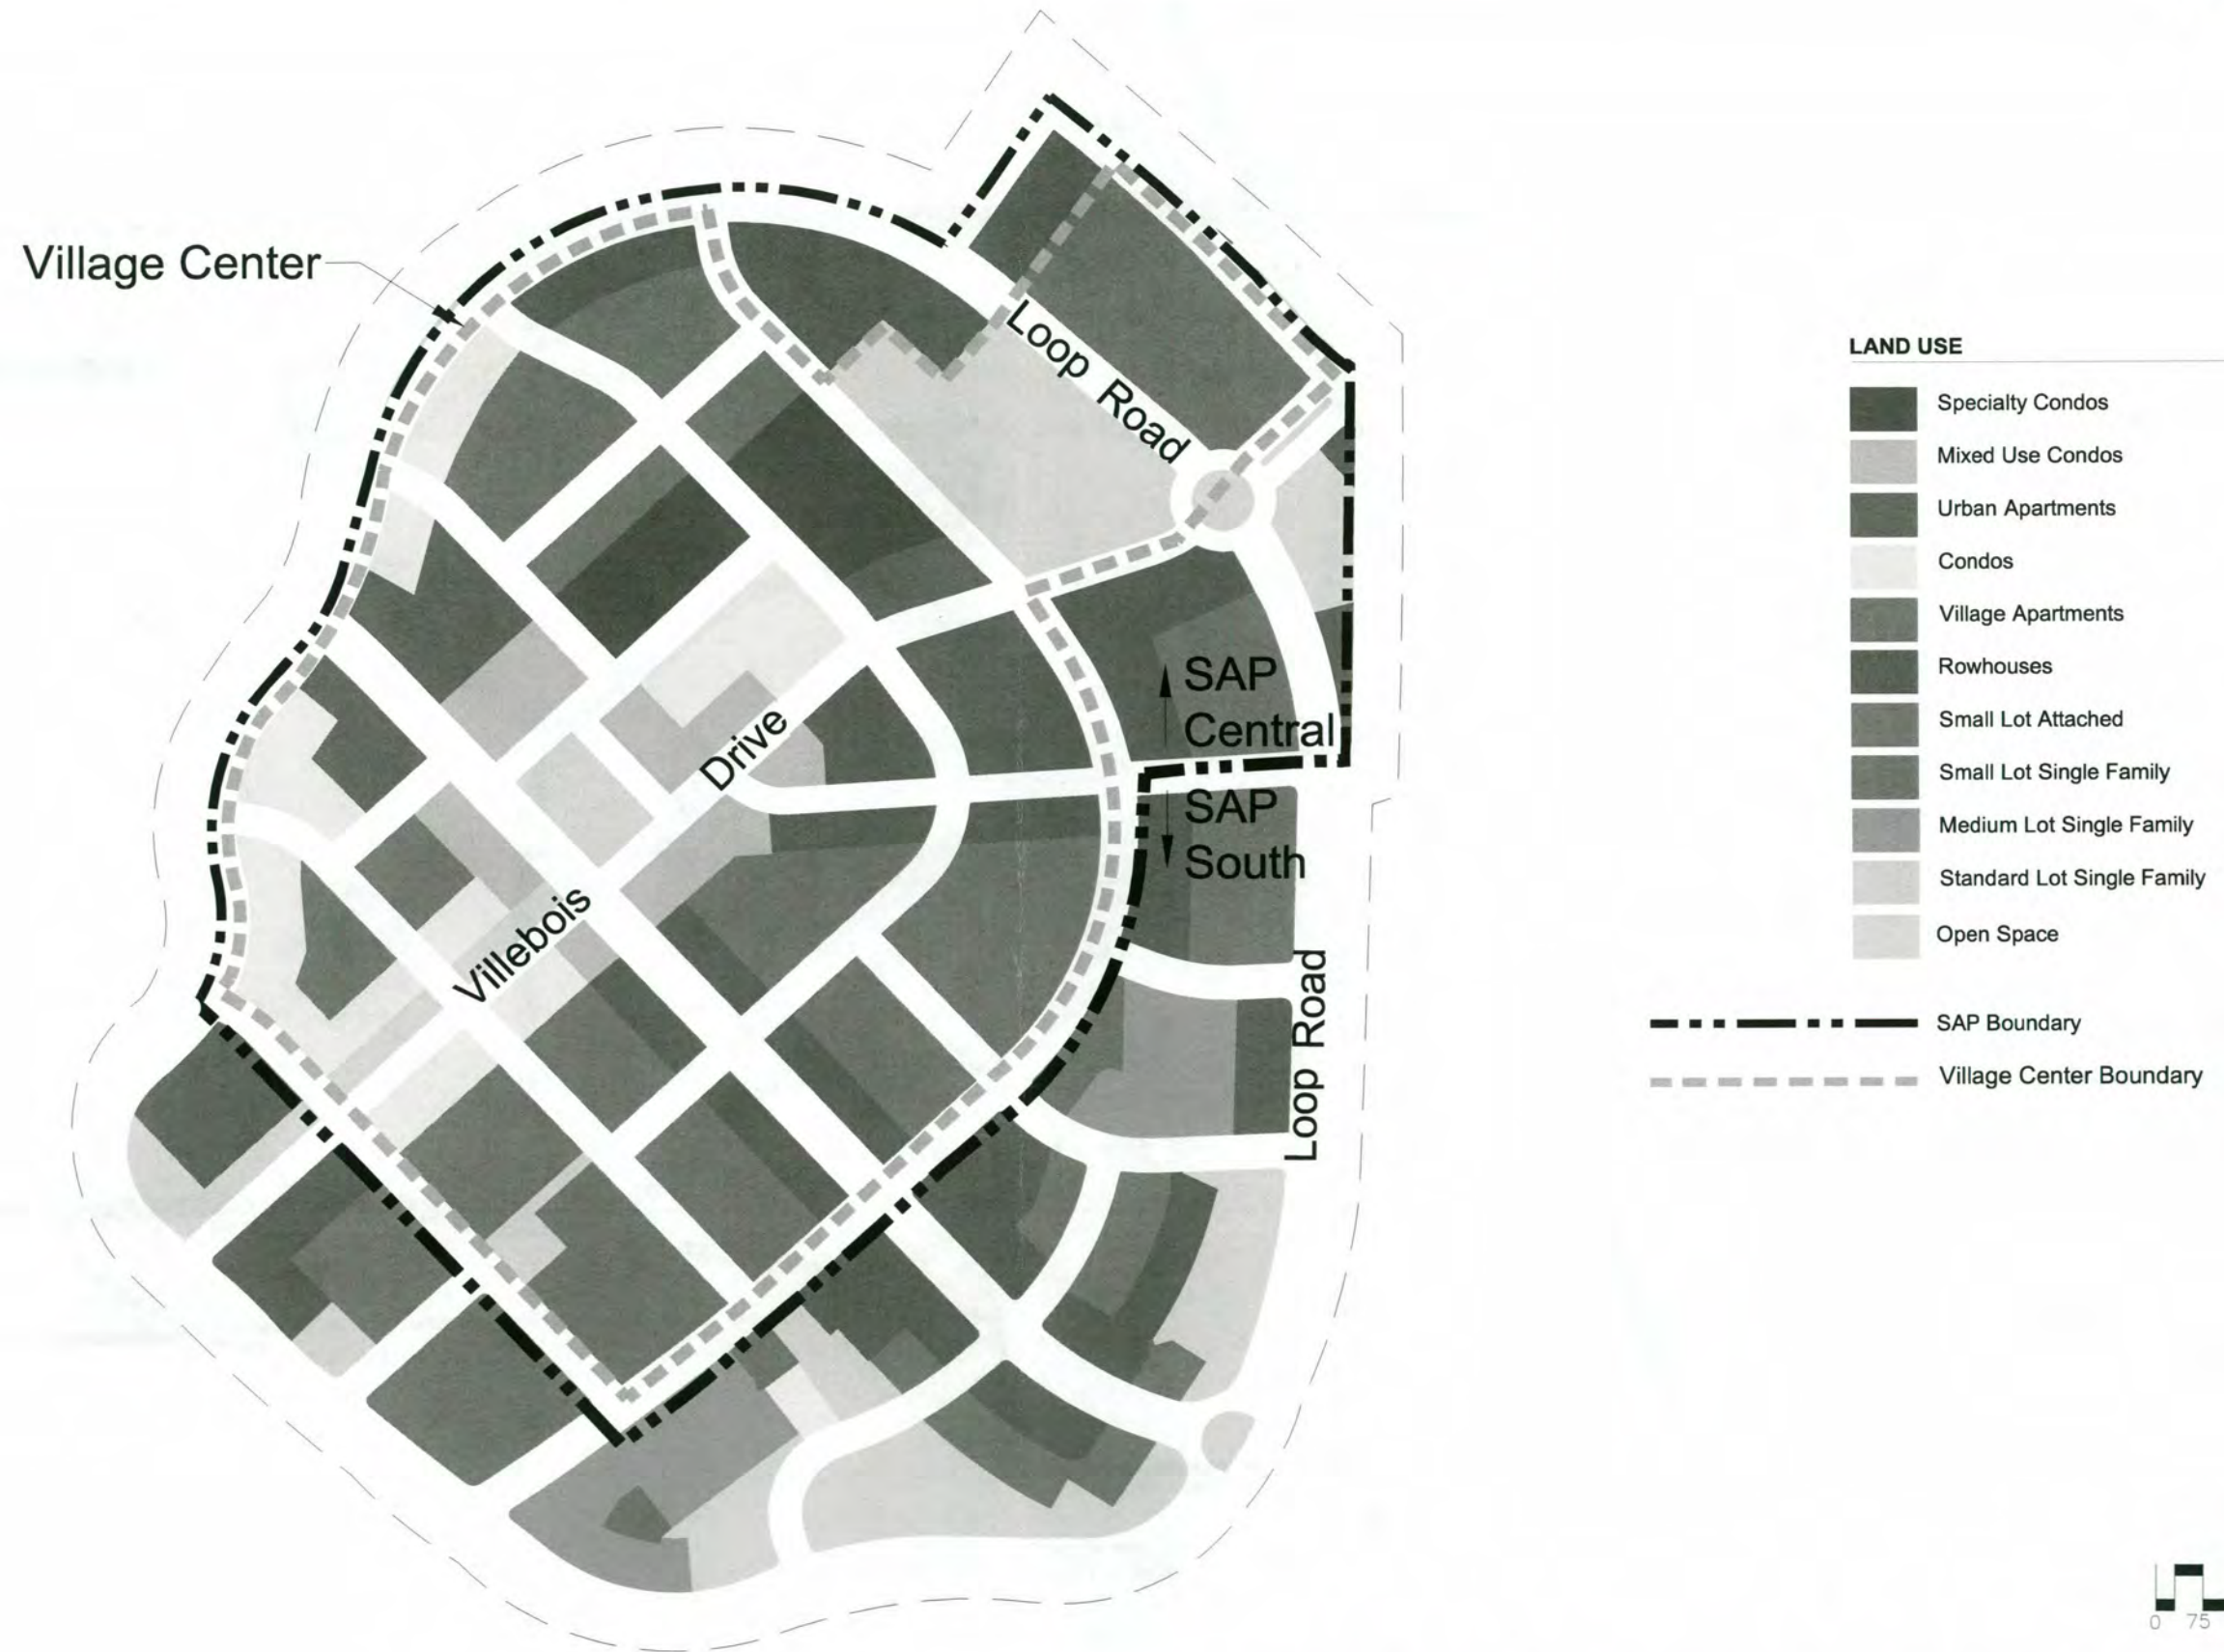 Village Center
Loop Road
SAP
Central
SAP
South
Villebois Drive
Loop Road
LAND USE
Specialty Condos
Mixed Use Condos
Urban Apartments
Condos
Village Apartments
Rowhouses
Small Lot Attached
Small Lot Single Family
Medium Lot Single Family
Standard Lot Single Family
Open Space
SAP Boundary
Village Center Boundary
0 75